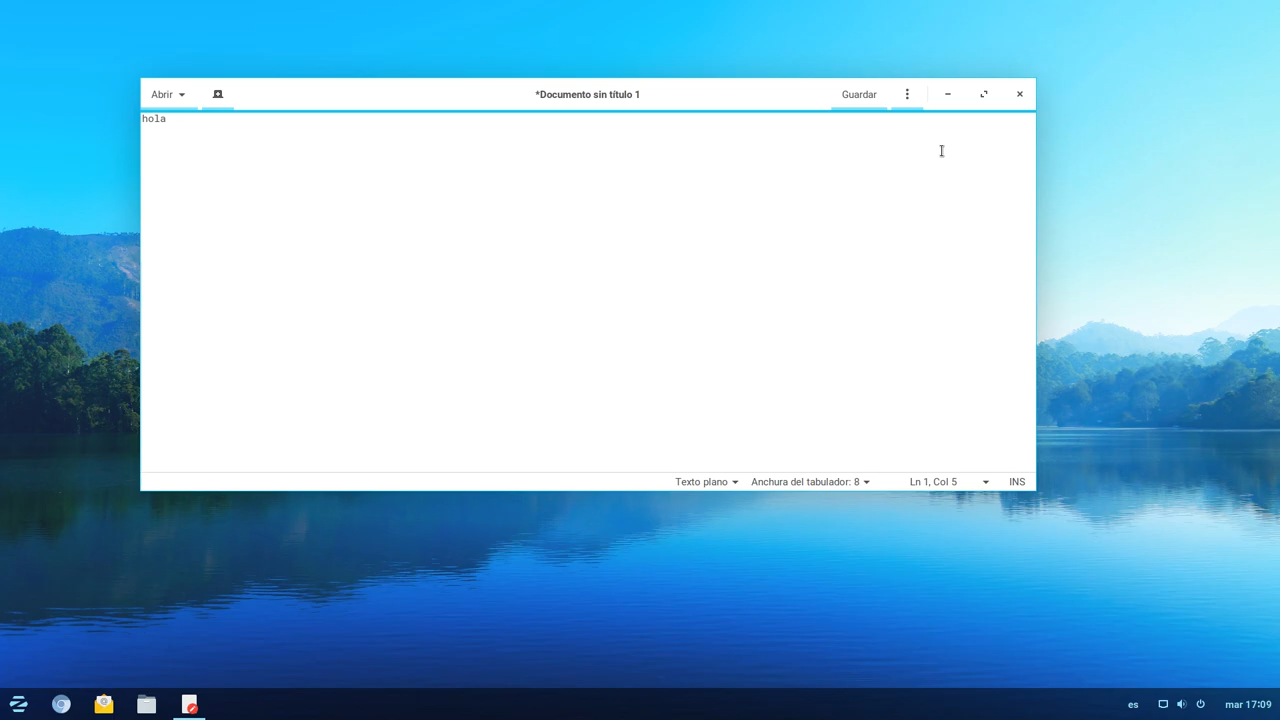 Abrir
*Documento sin título 1
Guardar
hola
Texto plano
Anchura del tabulador: 8
Ln 1, Col 5
INS
es
mar 17:09